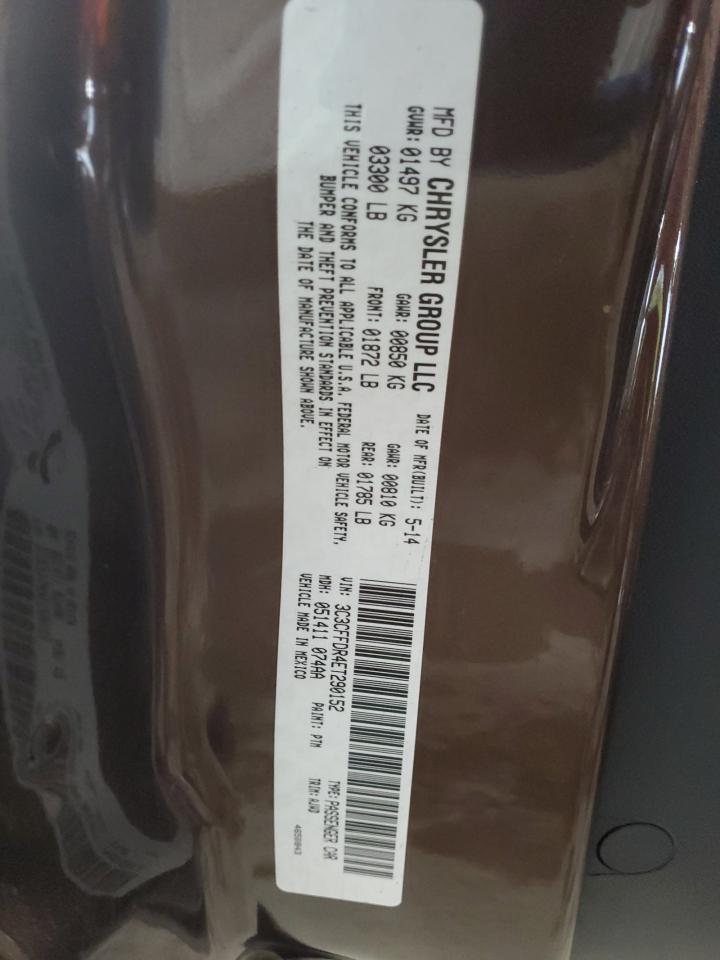 MFD BY CHRYSLER GROUP LLC DATE OF MFR(BUILT): 5-14
GVWR: 01497 KG GAWR: 00850 KG GAWR: 00810 KG
03300 LB FRONT: 01872 LB REAR: 01785 LB
THIS VEHICLE CONFORMS TO ALL APPLICABLE U.S.A. FEDERAL MOTOR VEHICLE SAFETY,
BUMPER AND THEFT PREVENTION STANDARDS IN EFFECT ON
THE DATE OF MANUFACTURE SHOWN ABOVE.
VIN: 3C3CFFDR4ET290152 TYPE: PASSENGER CAR
MDH: 051411 074AA PAINT: PTM TRIM:
VEHICLE MADE IN MEXICO